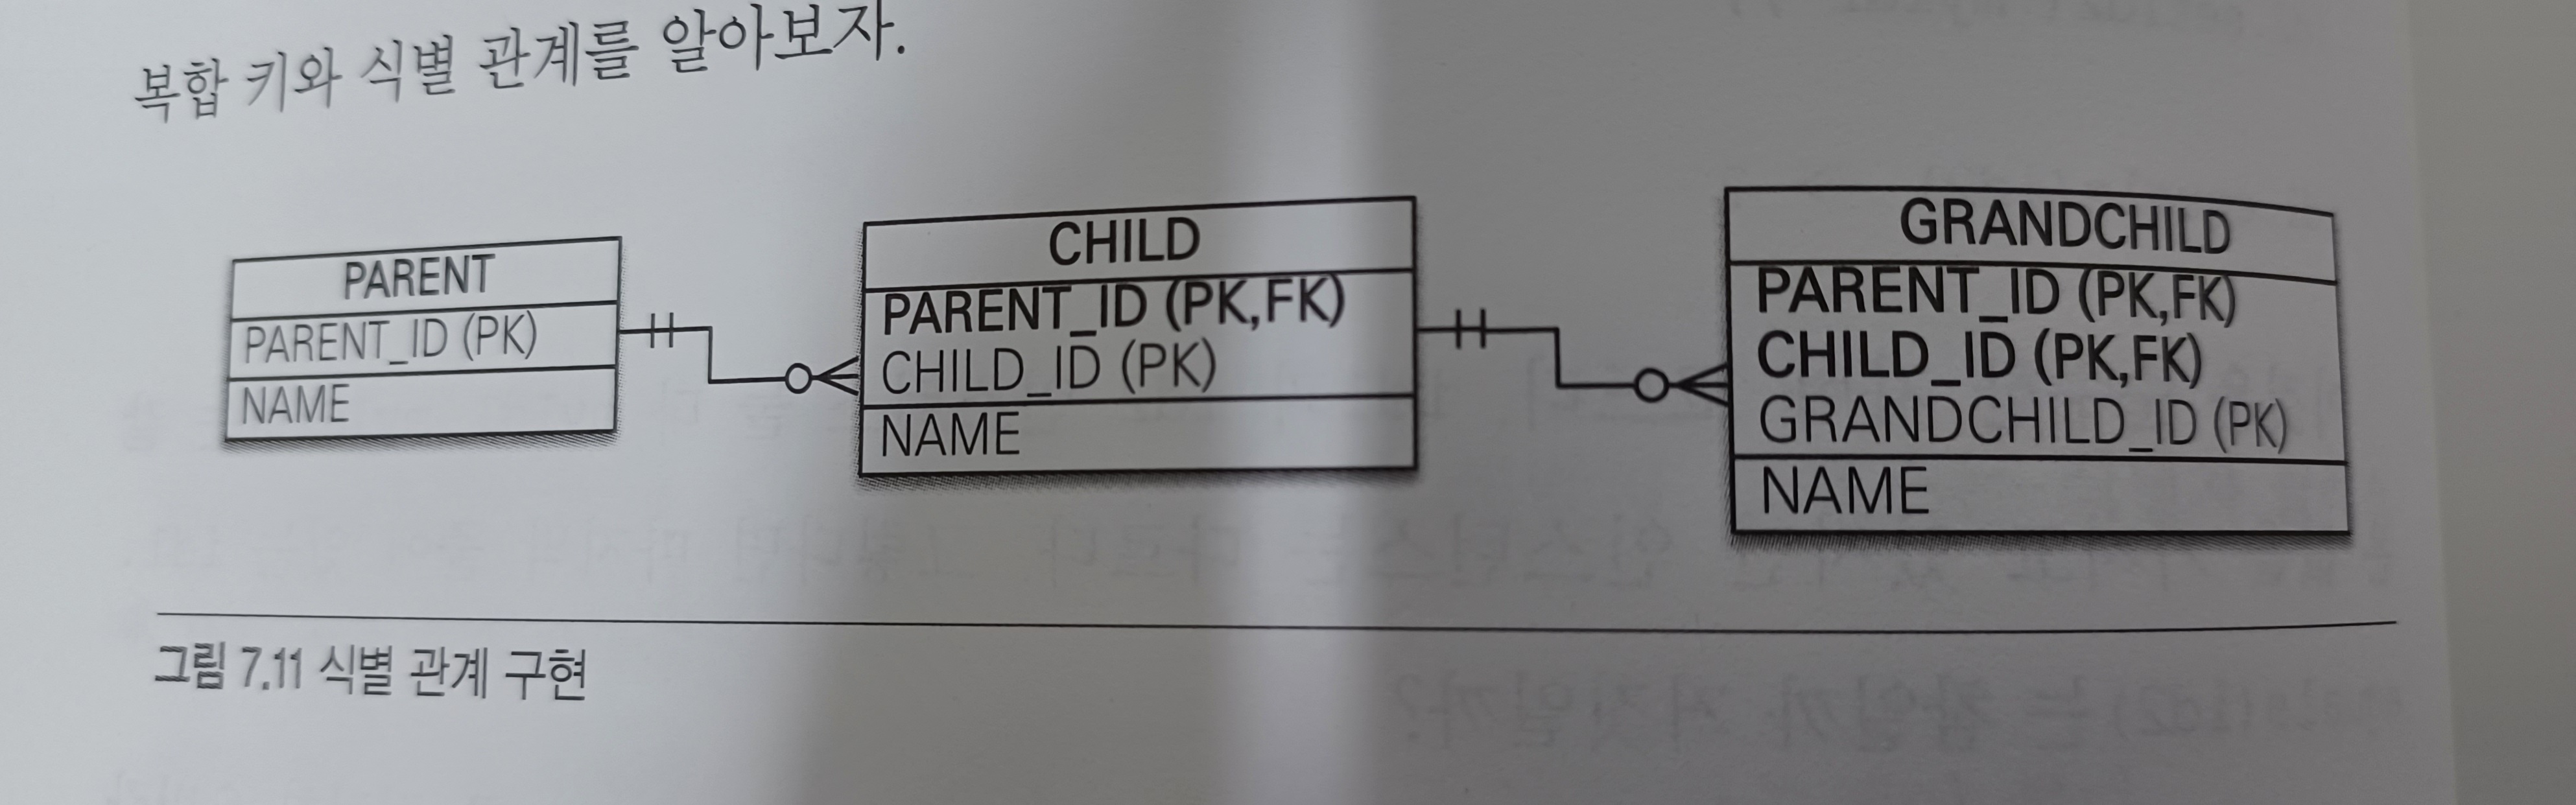 복합 키와 식별 관계를 알아보자.
PARENT
PARENT_ID (PK)
NAME
CHILD
PARENT_ID (PK,FK)
CHILD_ID (PK)
NAME
GRANDCHILD
PARENT_ID (PK,FK)
CHILD_ID (PK,FK)
GRANDCHILD_ID (PK)
NAME
그림 7.11 식별 관계 구현